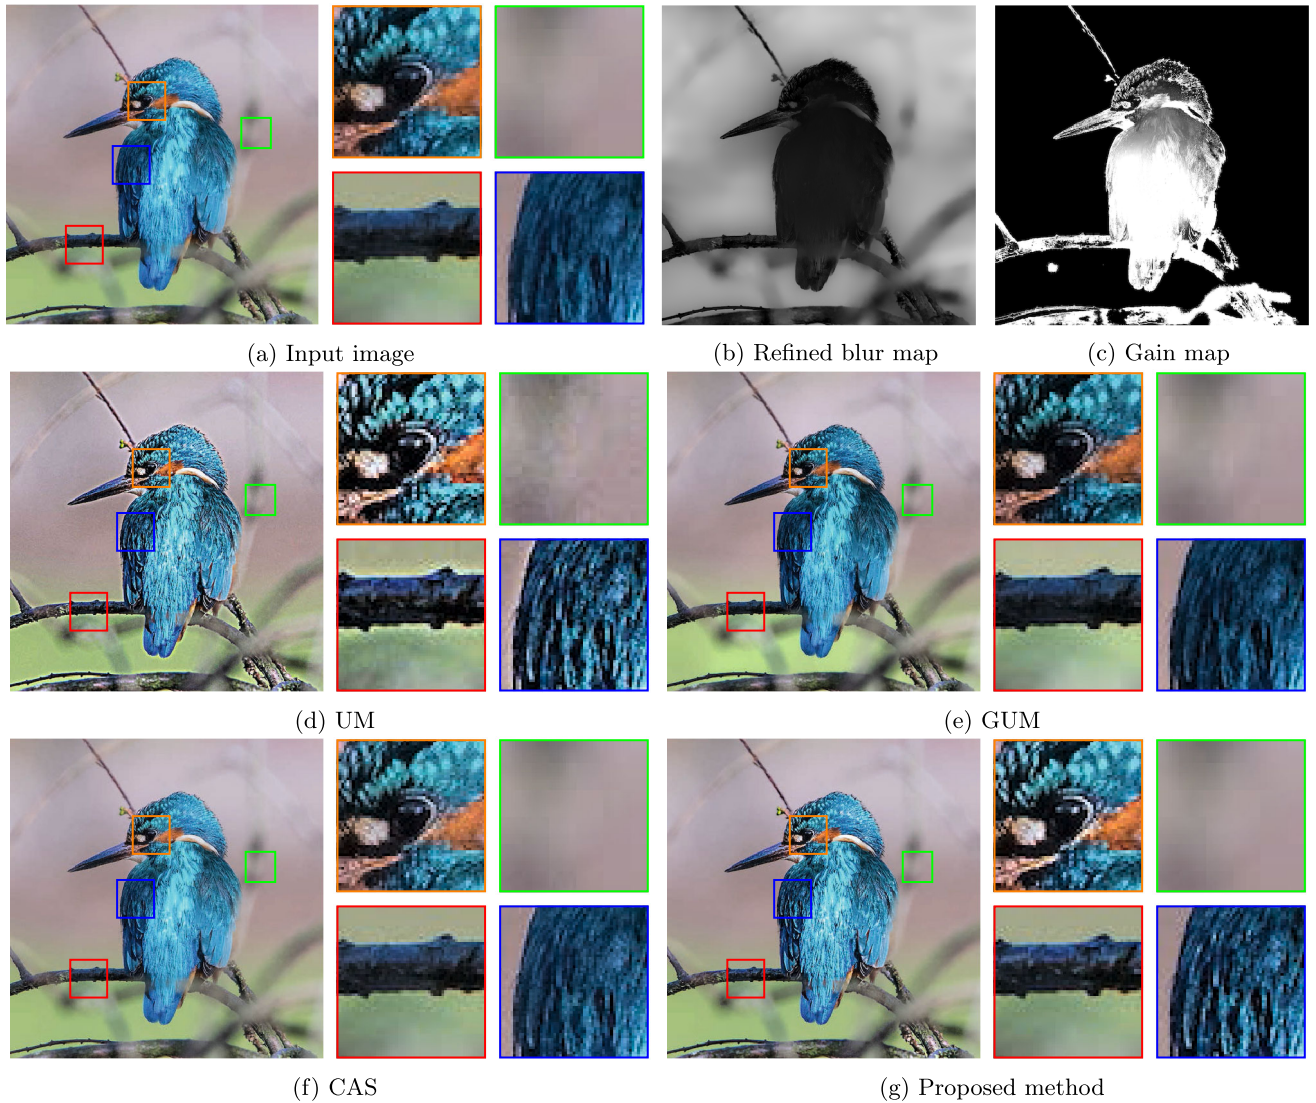 (a) Input image
(b) Refined blur map
(c) Gain map
(d) UM
(e) GUM
(f) CAS
(g) Proposed method